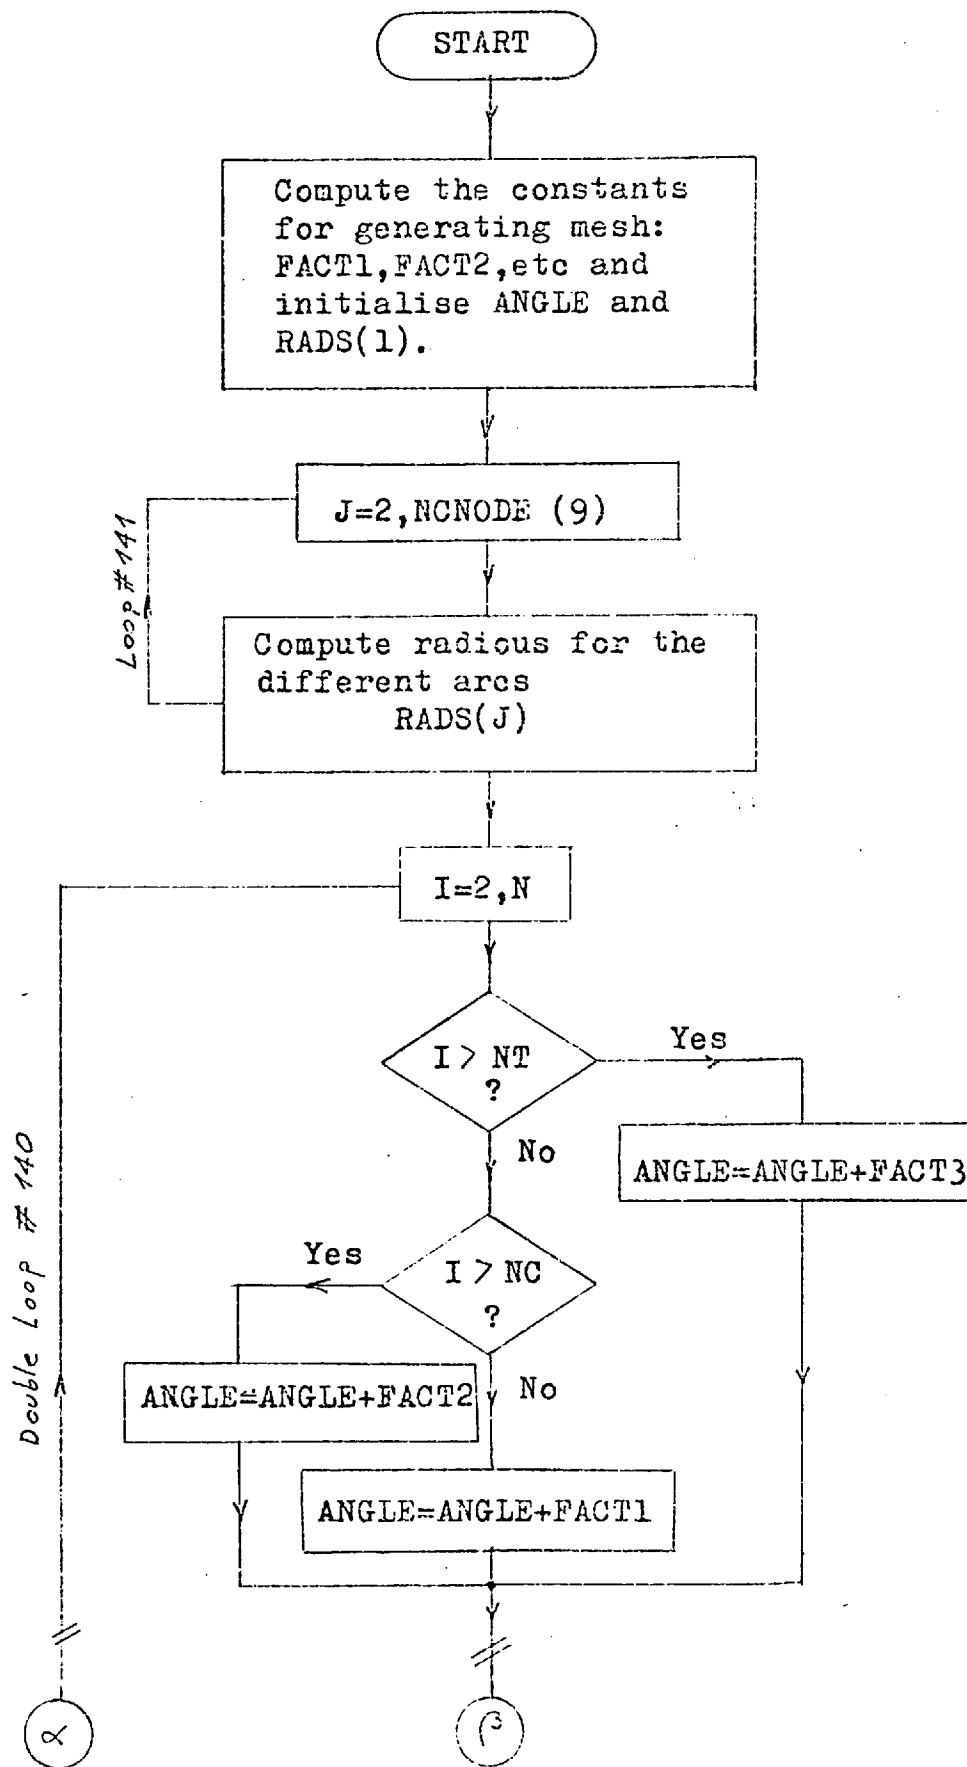 START
Compute the constants
for generating mesh:
FACT1,FACT2,etc and
initialise ANGLE and
RADS(1).
J=2,NCNODE (9)
Loop#141
Compute radious for the
different arcs
RADS(J)
I=2,N
I > NT
?
Yes
No
ANGLE=ANGLE+FACT3
Double Loop # 140
I > NC
?
Yes
No
ANGLE=ANGLE+FACT2
ANGLE=ANGLE+FACT1
α
β